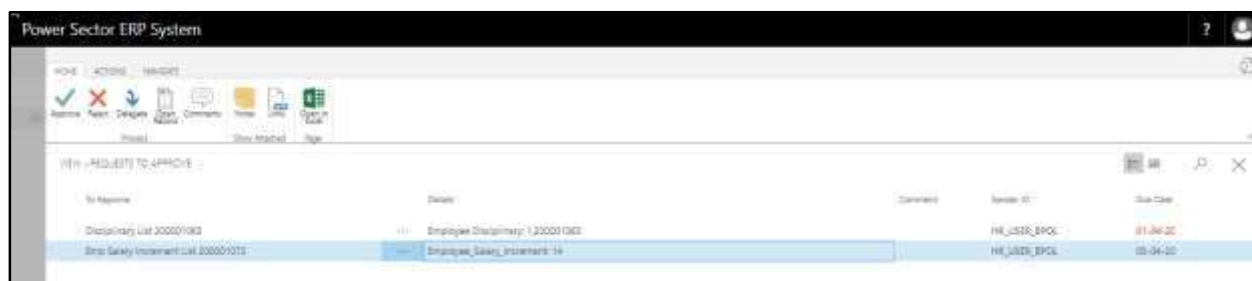 Power Sector ERP System ?
HOME ACTIONS NAVIGATE
Approve Reject Delegate Open Record Comments Notes Links Open in Excel
Process Show Attached Page
VIEW - REQUESTS TO APPROVE
To Approve Details Comment Sender ID Due Date
Disciplinary List 200001063 Employee Disciplinary: 1,200001063 HR_USER_BPDL 01-04-20
Emp Salary Increment List 200001073 Employee_Salary_Increment: 14 HR_USER_BPDL 05-04-20